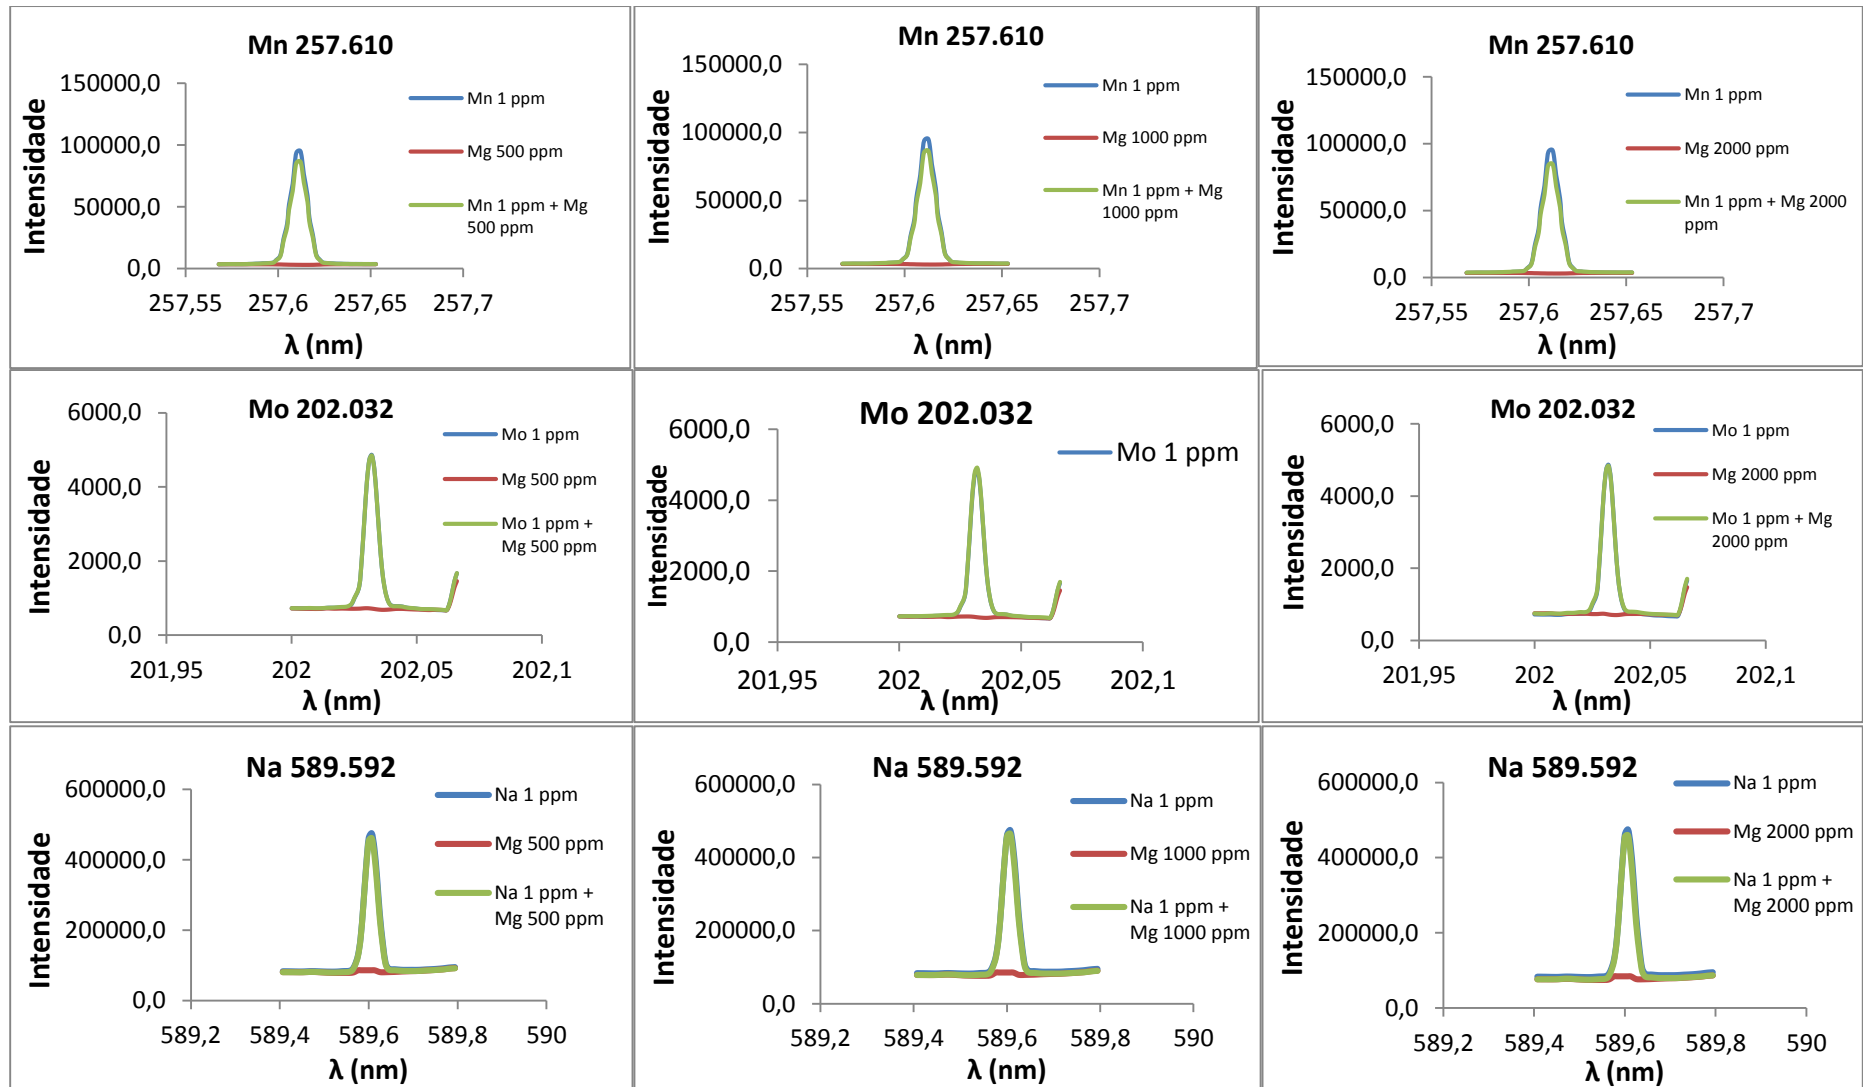 Mn 257.610
Intensidade
150000,0
100000,0
50000,0
0,0
257,55
257,6
257,65
257,7
λ (nm)
Mn 1 ppm
Mg 500 ppm
Mn 1 ppm + Mg
500 ppm
Mn 257.610
Intensidade
150000,0
100000,0
50000,0
0,0
257,55
257,6
257,65
257,7
λ (nm)
Mn 1 ppm
Mg 1000 ppm
Mn 1 ppm + Mg
1000 ppm
Mn 257.610
Intensidade
150000,0
100000,0
50000,0
0,0
257,55
257,6
257,65
257,7
λ (nm)
Mn 1 ppm
Mg 2000 ppm
Mn 1 ppm + Mg 2000
ppm
Mo 202.032
Intensidade
6000,0
4000,0
2000,0
0,0
201,95
202
202,05
202,1
λ (nm)
Mo 1 ppm
Mg 500 ppm
Mo 1 ppm +
Mg 500 ppm
Mo 202.032
Intensidade
6000,0
4000,0
2000,0
0,0
201,95
202
202,05
202,1
λ (nm)
Mo 1 ppm
Mo 202.032
Intensidade
6000,0
4000,0
2000,0
0,0
201,95
202
202,05
202,1
λ (nm)
Mo 1 ppm
Mg 2000 ppm
Mo 1 ppm + Mg
2000 ppm
Na 589.592
Intensidade
600000,0
400000,0
200000,0
0,0
589,2
589,4
589,6
589,8
590
λ (nm)
Na 1 ppm
Mg 500 ppm
Na 1 ppm +
Mg 500 ppm
Na 589.592
Intensidade
600000,0
400000,0
200000,0
0,0
589,2
589,4
589,6
589,8
590
λ (nm)
Na 1 ppm
Mg 1000 ppm
Na 1 ppm +
Mg 1000 ppm
Na 589.592
Intensidade
600000,0
400000,0
200000,0
0,0
589,2
589,4
589,6
589,8
590
λ (nm)
Na 1 ppm
Mg 2000 ppm
Na 1 ppm +
Mg 2000 ppm